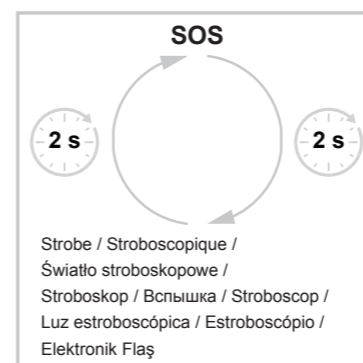 SOS
2 s
2 s
Strobe / Stroboscopique /
Światło stroboskopowe /
Stroboskop / Вспышка / Stroboscop /
Luz estroboscópica / Estroboscópio /
Elektronik Flaş